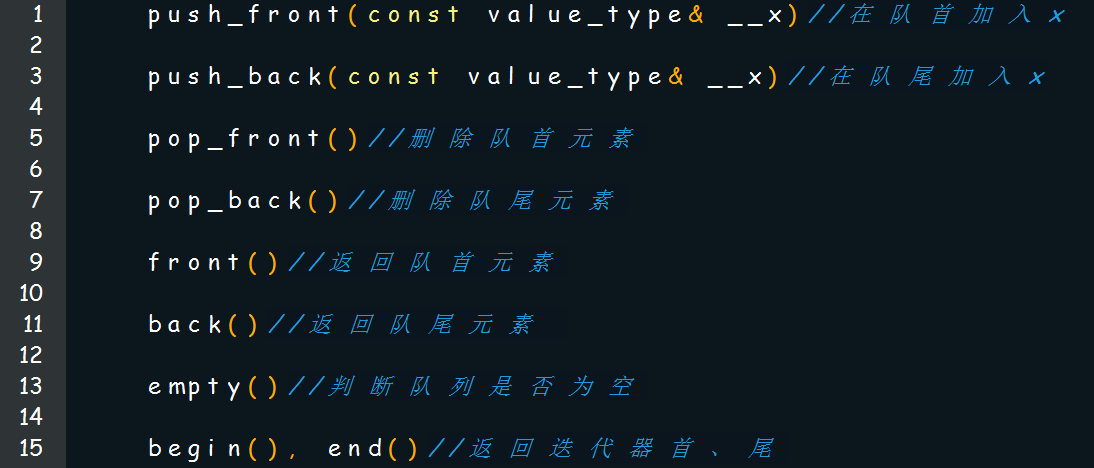 1 push_front(const value_type& __x)//在队首加入x
2
3 push_back(const value_type& __x)//在队尾加入x
4
5 pop_front()//删除队首元素
6
7 pop_back()//删除队尾元素
8
9 front()//返回队首元素
10
11 back()//返回队尾元素
12
13 empty()//判断队列是否为空
14
15 begin(), end()//返回迭代器首、尾